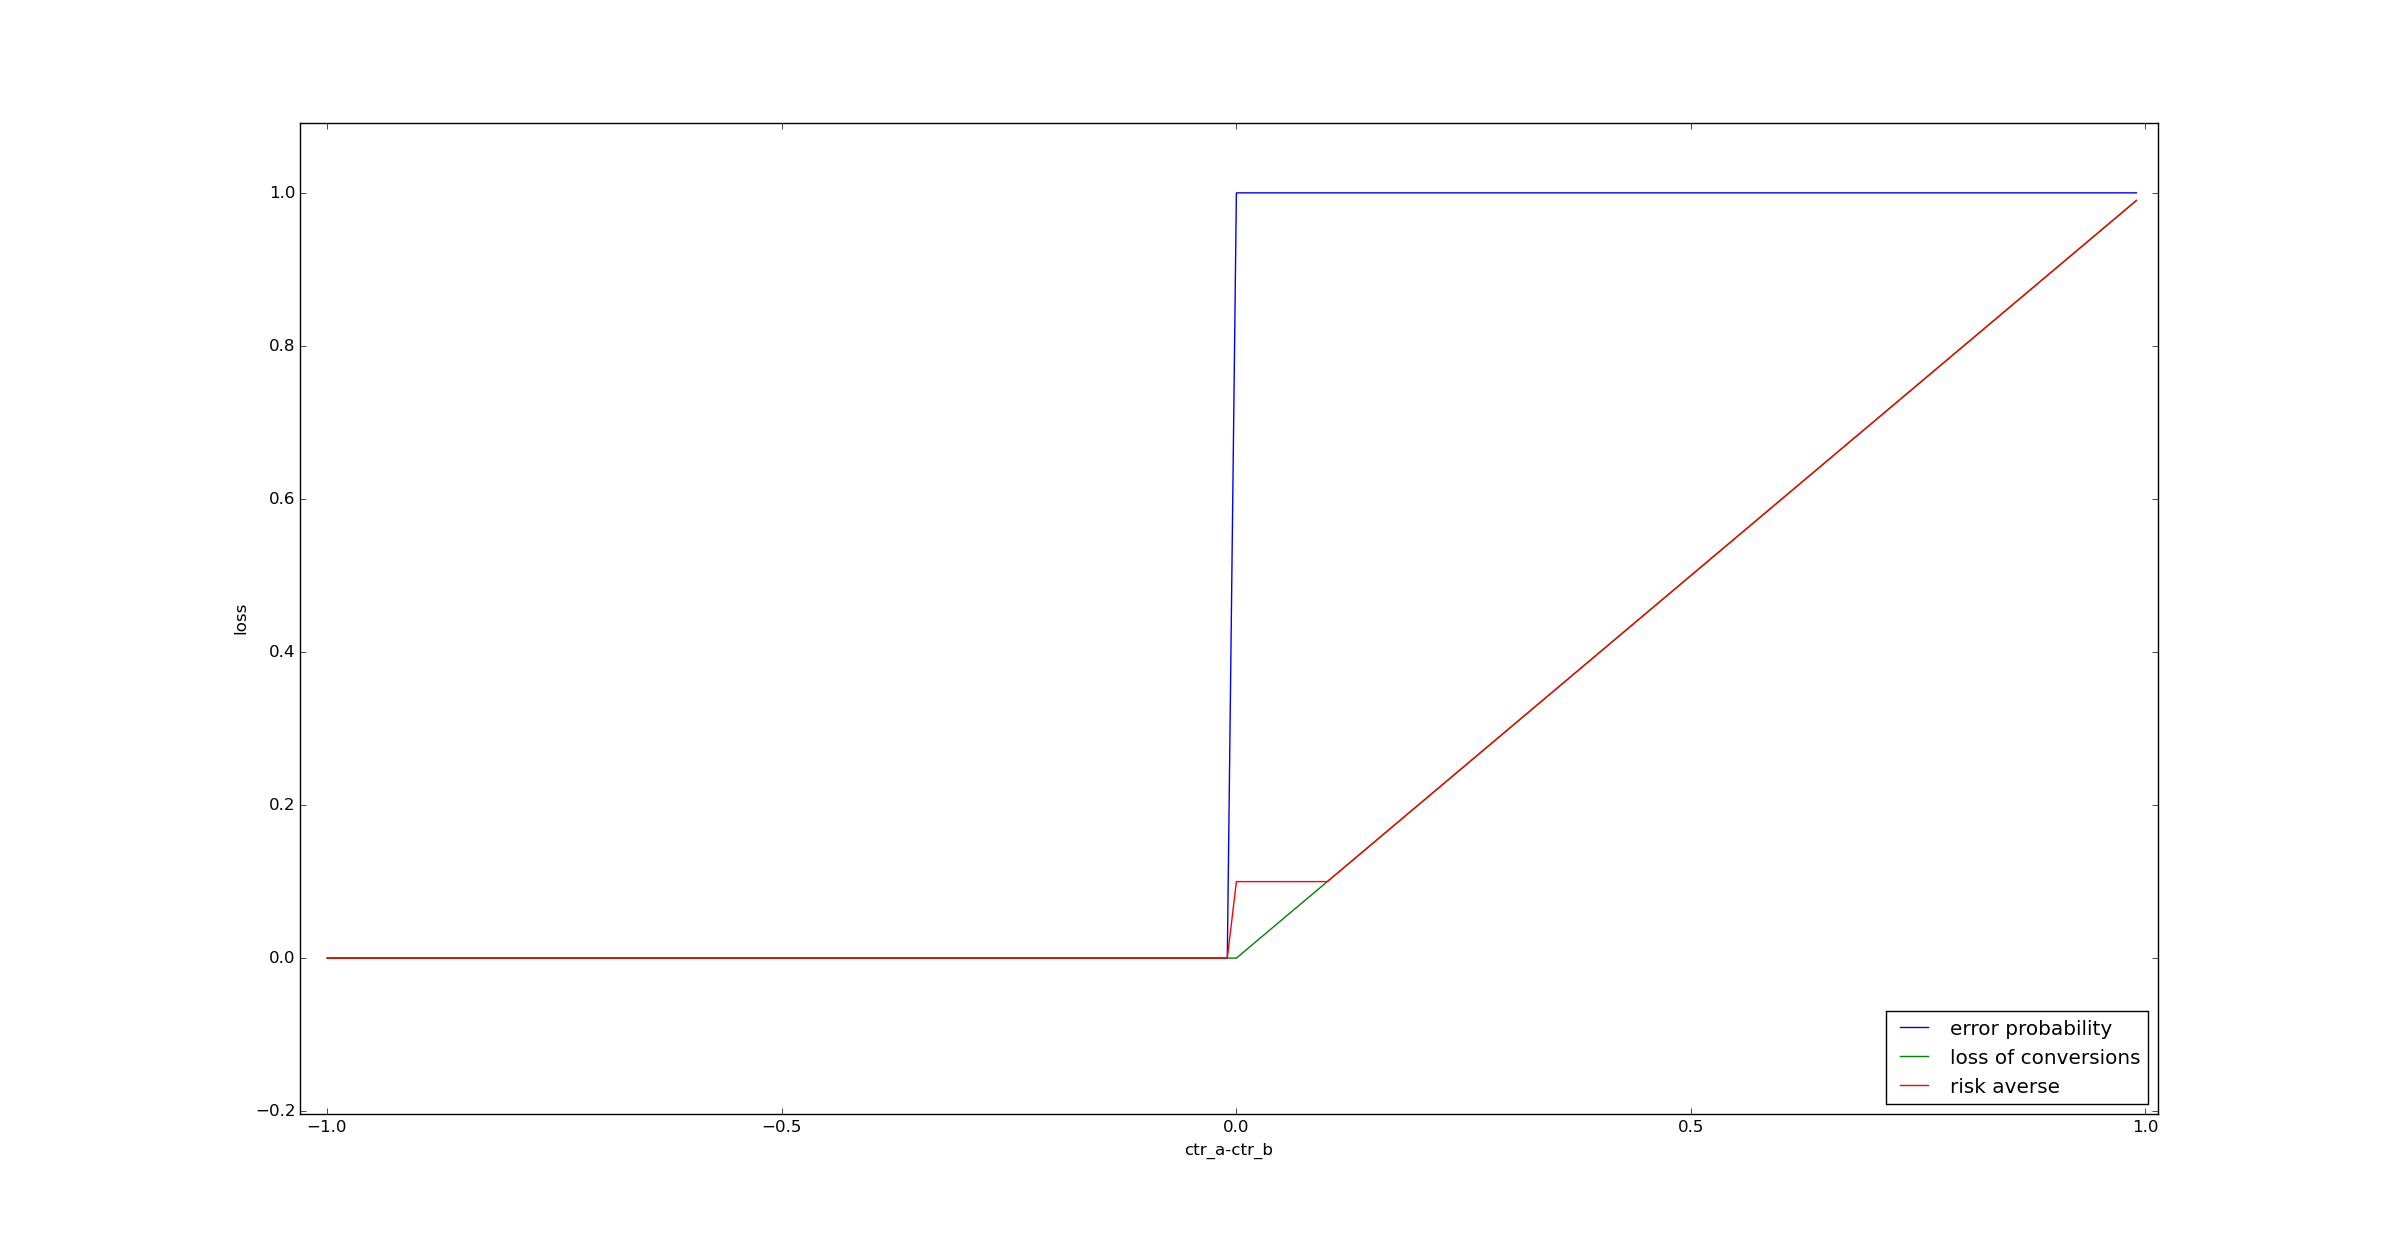 1.0
0.8
0.6
0.4
0.2
0.0
−0.2
loss
−1.0 −0.5 0.0 0.5 1.0
ctr_a-ctr_b
error probability
loss of conversions
risk averse